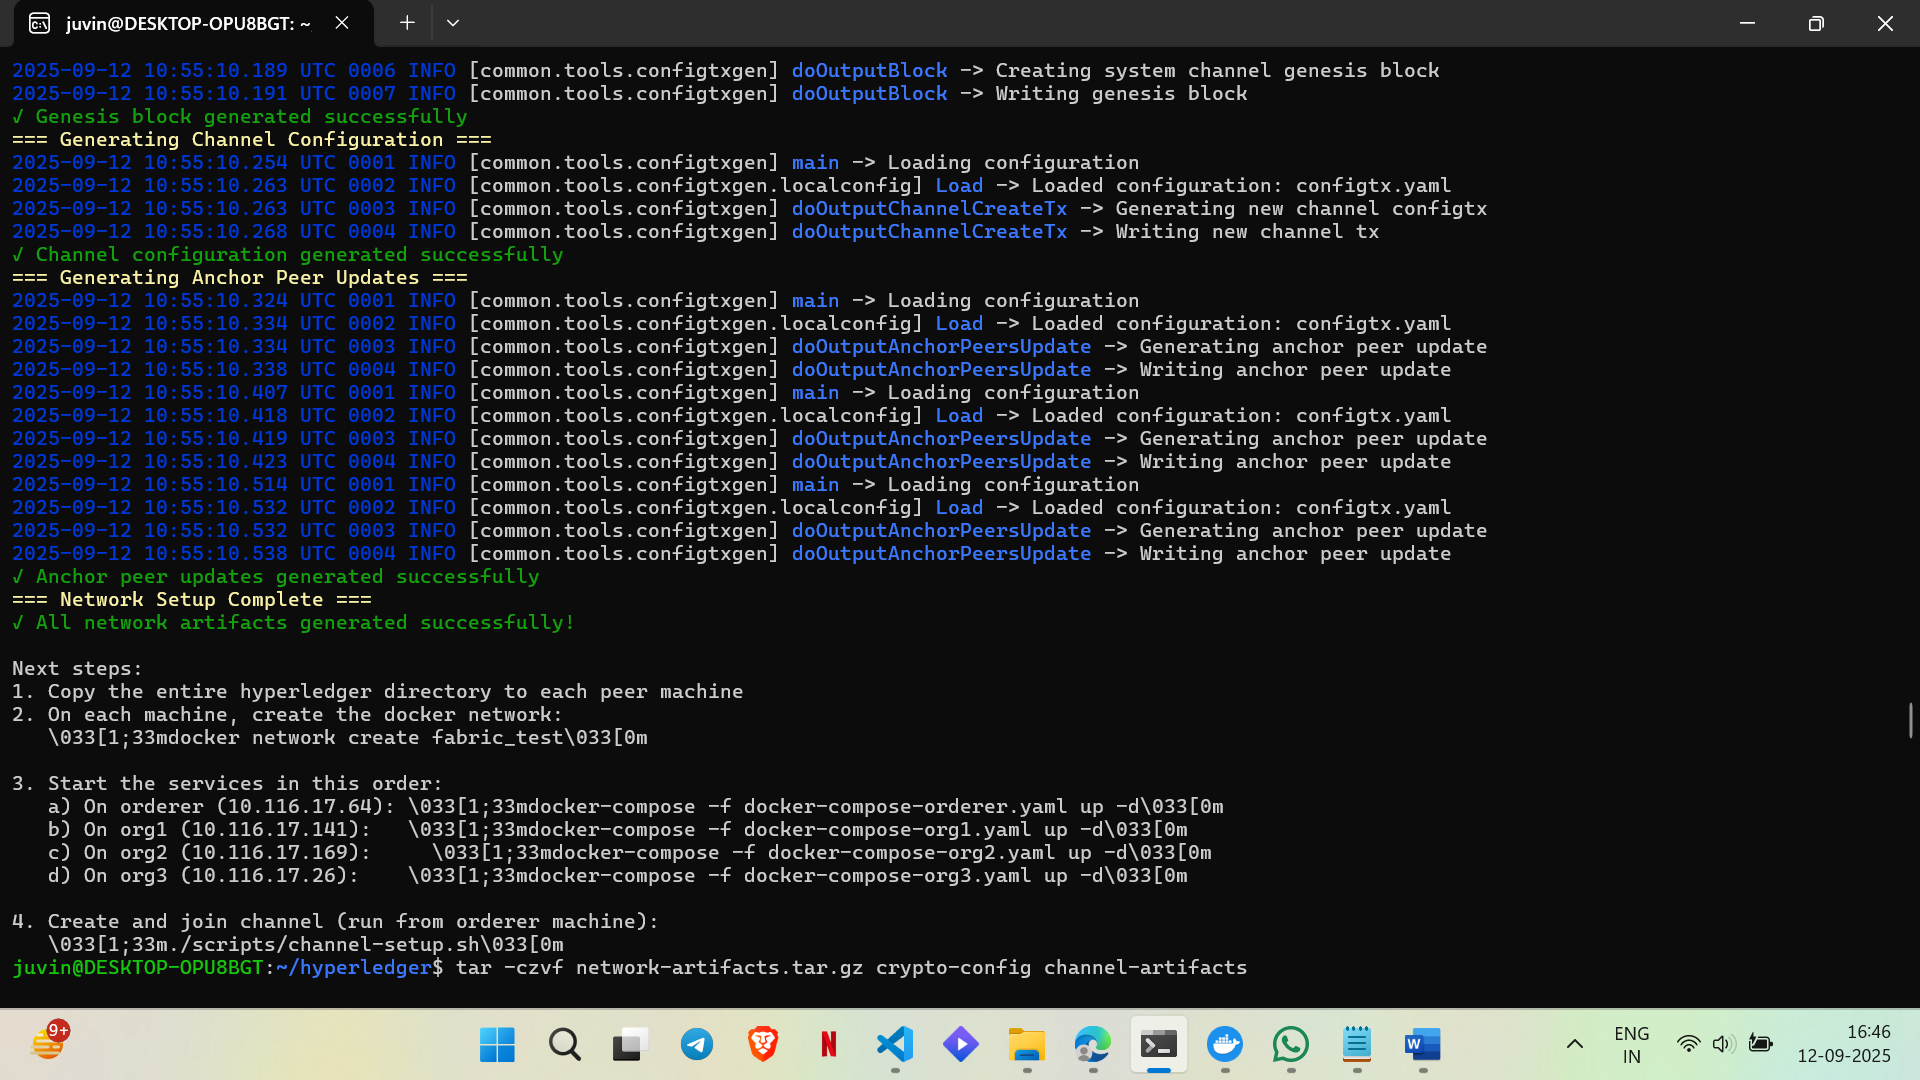 juvin@DESKTOP-OPU8BGT: ~
2025-09-12 10:55:10.189 UTC 0006 INFO [common.tools.configtxgen] doOutputBlock -> Creating system channel genesis block
2025-09-12 10:55:10.191 UTC 0007 INFO [common.tools.configtxgen] doOutputBlock -> Writing genesis block
✓ Genesis block generated successfully
=== Generating Channel Configuration ===
2025-09-12 10:55:10.254 UTC 0001 INFO [common.tools.configtxgen] main -> Loading configuration
2025-09-12 10:55:10.263 UTC 0002 INFO [common.tools.configtxgen.localconfig] Load -> Loaded configuration: configtx.yaml
2025-09-12 10:55:10.263 UTC 0003 INFO [common.tools.configtxgen] doOutputChannelCreateTx -> Generating new channel configtx
2025-09-12 10:55:10.268 UTC 0004 INFO [common.tools.configtxgen] doOutputChannelCreateTx -> Writing new channel tx
✓ Channel configuration generated successfully
=== Generating Anchor Peer Updates ===
2025-09-12 10:55:10.324 UTC 0001 INFO [common.tools.configtxgen] main -> Loading configuration
2025-09-12 10:55:10.334 UTC 0002 INFO [common.tools.configtxgen.localconfig] Load -> Loaded configuration: configtx.yaml
2025-09-12 10:55:10.334 UTC 0003 INFO [common.tools.configtxgen] doOutputAnchorPeersUpdate -> Generating anchor peer update
2025-09-12 10:55:10.338 UTC 0004 INFO [common.tools.configtxgen] doOutputAnchorPeersUpdate -> Writing anchor peer update
2025-09-12 10:55:10.407 UTC 0001 INFO [common.tools.configtxgen] main -> Loading configuration
2025-09-12 10:55:10.418 UTC 0002 INFO [common.tools.configtxgen.localconfig] Load -> Loaded configuration: configtx.yaml
2025-09-12 10:55:10.419 UTC 0003 INFO [common.tools.configtxgen] doOutputAnchorPeersUpdate -> Generating anchor peer update
2025-09-12 10:55:10.423 UTC 0004 INFO [common.tools.configtxgen] doOutputAnchorPeersUpdate -> Writing anchor peer update
2025-09-12 10:55:10.514 UTC 0001 INFO [common.tools.configtxgen] main -> Loading configuration
2025-09-12 10:55:10.532 UTC 0002 INFO [common.tools.configtxgen.localconfig] Load -> Loaded configuration: configtx.yaml
2025-09-12 10:55:10.532 UTC 0003 INFO [common.tools.configtxgen] doOutputAnchorPeersUpdate -> Generating anchor peer update
2025-09-12 10:55:10.538 UTC 0004 INFO [common.tools.configtxgen] doOutputAnchorPeersUpdate -> Writing anchor peer update
✓ Anchor peer updates generated successfully
=== Network Setup Complete ===
✓ All network artifacts generated successfully!
Next steps:
1. Copy the entire hyperledger directory to each peer machine
2. On each machine, create the docker network:
\033[1;33mdocker network create fabric_test\033[0m
3. Start the services in this order:
a) On orderer (10.116.17.64): \033[1;33mdocker-compose -f docker-compose-orderer.yaml up -d\033[0m
b) On org1 (10.116.17.141): \033[1;33mdocker-compose -f docker-compose-org1.yaml up -d\033[0m
c) On org2 (10.116.17.169): \033[1;33mdocker-compose -f docker-compose-org2.yaml up -d\033[0m
d) On org3 (10.116.17.26): \033[1;33mdocker-compose -f docker-compose-org3.yaml up -d\033[0m
4. Create and join channel (run from orderer machine):
\033[1;33m./scripts/channel-setup.sh\033[0m
juvin@DESKTOP-OPU8BGT:~/hyperledger$ tar -czvf network-artifacts.tar.gz crypto-config channel-artifacts
9+
N
W
ENG
IN
16:46
12-09-2025